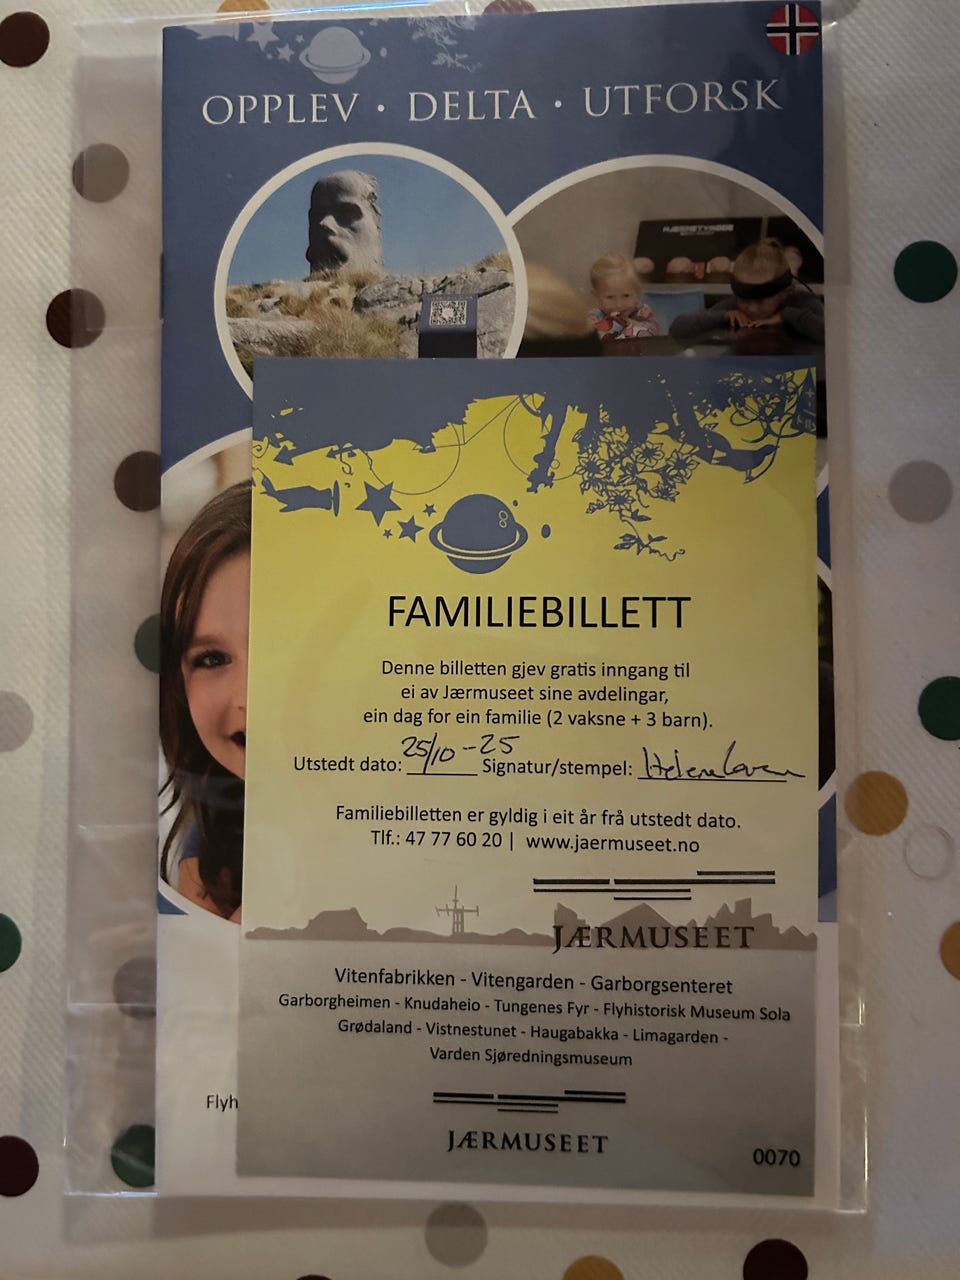 OPPLEV · DELTA · UTFORSK
FAMILIEBILLETT
Denne billetten gjev gratis inngang til
ei av Jærmuseet sine avdelingar,
ein dag for ein familie (2 vaksne + 3 barn).
Utstedt dato: 25/10-25 Signatur/stempel: Helene
Familiebilletten er gyldig i eit år frå utstedt dato.
Tlf.: 47 77 60 20 | www.jaermuseet.no
JÆRMUSEET
Vitenfabrikken - Vitengarden - Garborgsenteret
Garborgheimen - Knudaheio - Tungenes Fyr - Flyhistorisk Museum Sola
Grødaland - Vistnestunet - Haugabakka - Limagarden -
Varden Sjøredningsmuseum
Flyh
JÆRMUSEET
0070